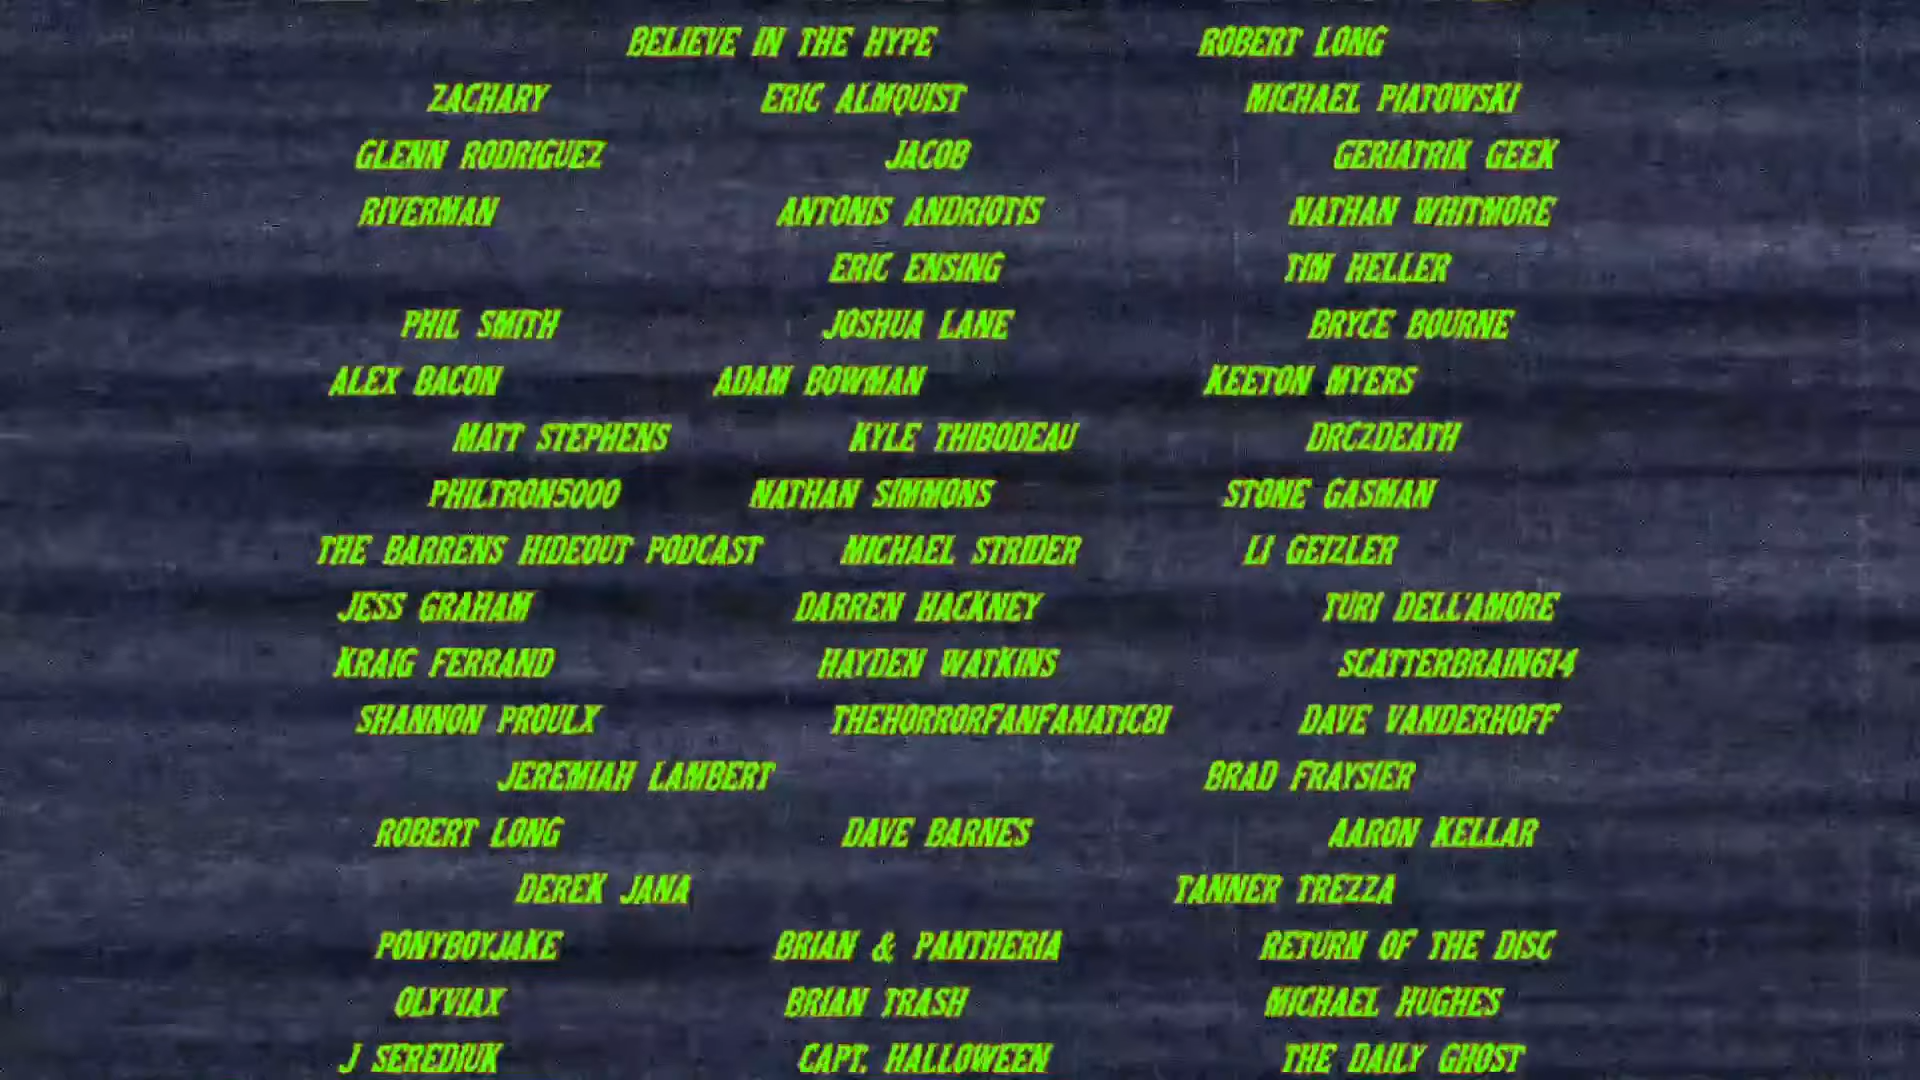 BELIEVE IN THE HYPE ROBERT LONG
ZACHARY ERIC ALMQUIST MICHAEL PIATOWSKI
GLENN RODRIGUEZ JACOB GERIATRIK GEEK
RIVERMAN ANTONIS ANDRIOTIS NATHAN WHITMORE
ERIC ENSING TIM HELLER
PHIL SMITH JOSHUA LANE BRYCE BOURNE
ALEX BACON ADAM BOWMAN KEETON MYERS
MATT STEPHENS KYLE THIBODEAU DRCZDEATH
PHILTRON5000 NATHAN SIMMONS STONE GASMAN
THE BARRENS HIDEOUT PODCAST MICHAEL STRIDER LI GEIZLER
JESS GRAHAM DARREN HACKNEY TURI DELL'AMORE
KRAIG FERRAND HAYDEN WATKINS SCATTERBRAIN614
SHANNON PROULX THEHORRORFANFANATIC81 DAVE VANDERHOFF
JEREMIAH LAMBERT BRAD FRAYSIER
ROBERT LONG DAVE BARNES AARON KELLAR
DEREK JANA TANNER TREZZA
PONYBOYJAKE BRIAN & PANTHERIA RETURN OF THE DISC
OLYVIAX BRIAN TRASH MICHAEL HUGHES
J SEREDIUK CAPT. HALLOWEEN THE DAILY GHOST